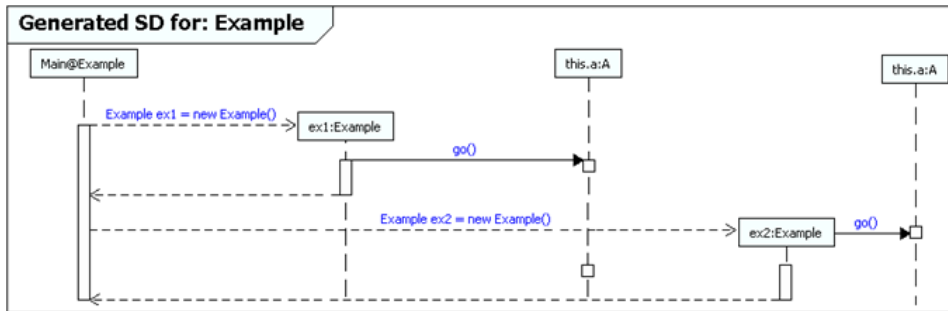 Generated SD for: Example
Main@Example
this.a:A
this.a:A
Example ex1 = new Example()
ex1:Example
go()
Example ex2 = new Example()
ex2:Example
go()